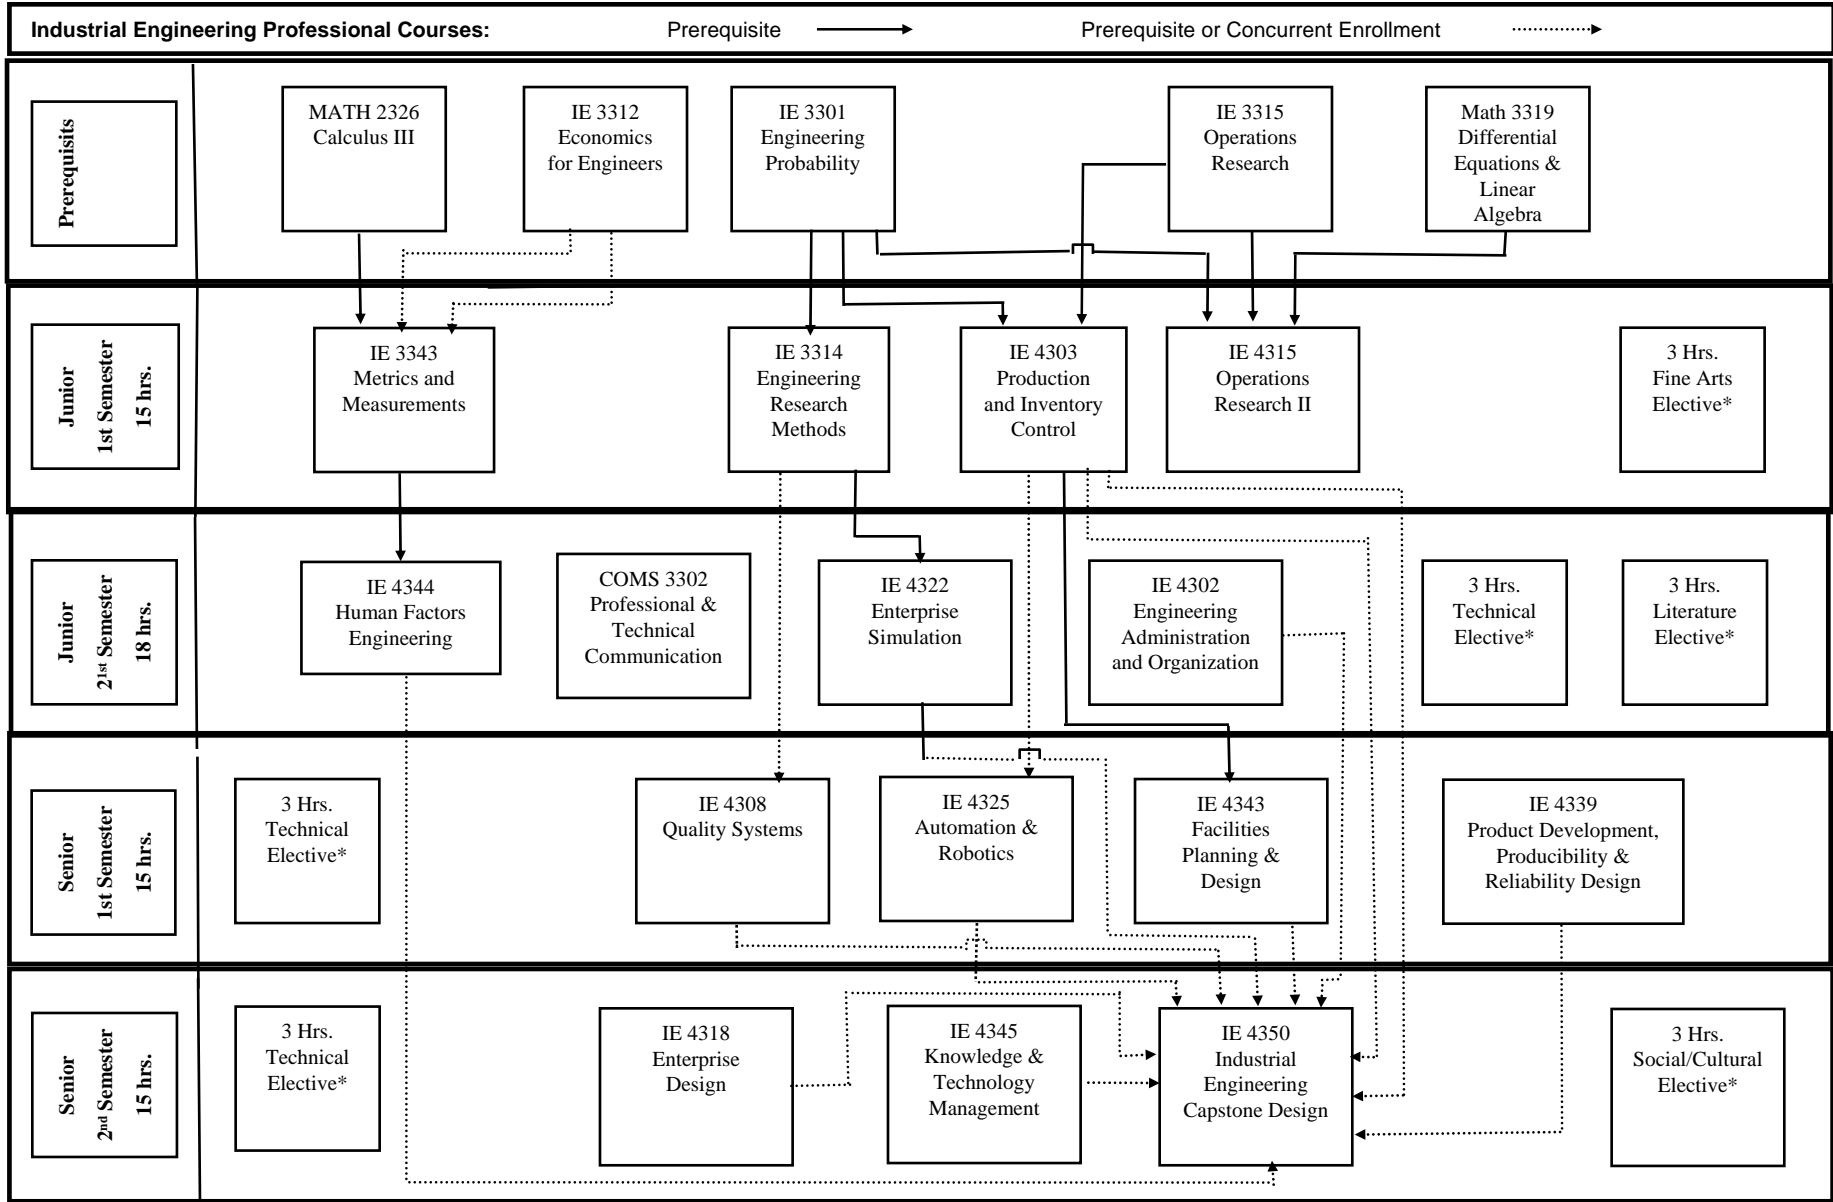 Industrial Engineering Professional Courses:
Prerequisite
Prerequisite or Concurrent Enrollment
Prerequisits
MATH 2326
Calculus III
IE 3312
Economics
for Engineers
IE 3301
Engineering
Probability
IE 3315
Operations
Research
Math 3319
Differential
Equations &
Linear
Algebra
Junior
1st Semester
15 hrs.
IE 3343
Metrics and
Measurements
IE 3314
Engineering
Research
Methods
IE 4303
Production
and Inventory
Control
IE 4315
Operations
Research II
3 Hrs.
Fine Arts
Elective*
Junior
21st Semester
18 hrs.
IE 4344
Human Factors
Engineering
COMS 3302
Professional &
Technical
Communication
IE 4322
Enterprise
Simulation
IE 4302
Engineering
Administration
and Organization
3 Hrs.
Technical
Elective*
3 Hrs.
Literature
Elective*
Senior
1st Semester
15 hrs.
3 Hrs.
Technical
Elective*
IE 4308
Quality Systems
IE 4325
Automation &
Robotics
IE 4343
Facilities
Planning &
Design
IE 4339
Product Development,
Producibility &
Reliability Design
Senior
2nd Semester
15 hrs.
3 Hrs.
Technical
Elective*
IE 4318
Enterprise
Design
IE 4345
Knowledge &
Technology
Management
IE 4350
Industrial
Engineering
Capstone Design
3 Hrs.
Social/Cultural
Elective*